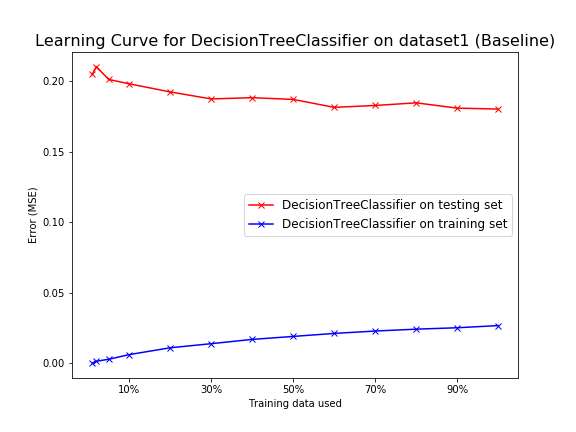 Learning Curve for DecisionTreeClassifier on dataset1 (Baseline)
0.20
0.15
0.10
0.05
0.00
Error (MSE)
DecisionTreeClassifier on testing set
DecisionTreeClassifier on training set
10% 30% 50% 70% 90%
Training data used